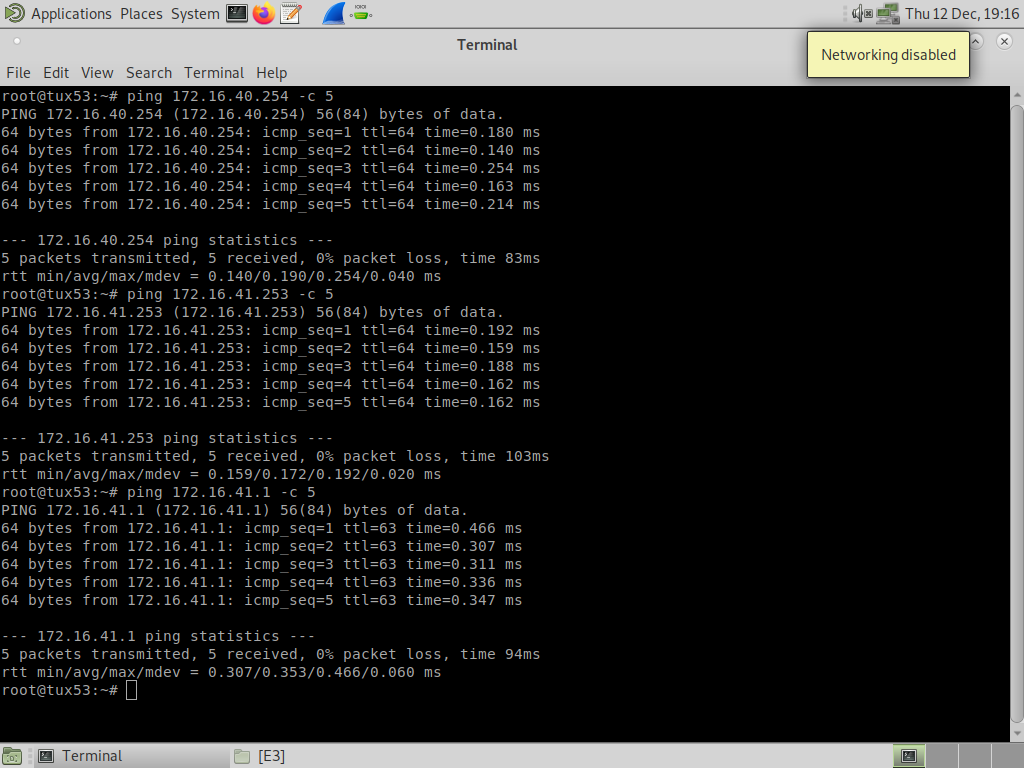 Applications Places System Thu 12 Dec, 19:16
Terminal
Networking disabled
File Edit View Search Terminal Help
root@tux53:~# ping 172.16.40.254 -c 5
PING 172.16.40.254 (172.16.40.254) 56(84) bytes of data.
64 bytes from 172.16.40.254: icmp_seq=1 ttl=64 time=0.180 ms
64 bytes from 172.16.40.254: icmp_seq=2 ttl=64 time=0.140 ms
64 bytes from 172.16.40.254: icmp_seq=3 ttl=64 time=0.254 ms
64 bytes from 172.16.40.254: icmp_seq=4 ttl=64 time=0.163 ms
64 bytes from 172.16.40.254: icmp_seq=5 ttl=64 time=0.214 ms
--- 172.16.40.254 ping statistics ---
5 packets transmitted, 5 received, 0% packet loss, time 83ms
rtt min/avg/max/mdev = 0.140/0.190/0.254/0.040 ms
root@tux53:~# ping 172.16.41.253 -c 5
PING 172.16.41.253 (172.16.41.253) 56(84) bytes of data.
64 bytes from 172.16.41.253: icmp_seq=1 ttl=64 time=0.192 ms
64 bytes from 172.16.41.253: icmp_seq=2 ttl=64 time=0.159 ms
64 bytes from 172.16.41.253: icmp_seq=3 ttl=64 time=0.188 ms
64 bytes from 172.16.41.253: icmp_seq=4 ttl=64 time=0.162 ms
64 bytes from 172.16.41.253: icmp_seq=5 ttl=64 time=0.162 ms
--- 172.16.41.253 ping statistics ---
5 packets transmitted, 5 received, 0% packet loss, time 103ms
rtt min/avg/max/mdev = 0.159/0.172/0.192/0.020 ms
root@tux53:~# ping 172.16.41.1 -c 5
PING 172.16.41.1 (172.16.41.1) 56(84) bytes of data.
64 bytes from 172.16.41.1: icmp_seq=1 ttl=63 time=0.466 ms
64 bytes from 172.16.41.1: icmp_seq=2 ttl=63 time=0.307 ms
64 bytes from 172.16.41.1: icmp_seq=3 ttl=63 time=0.311 ms
64 bytes from 172.16.41.1: icmp_seq=4 ttl=63 time=0.336 ms
64 bytes from 172.16.41.1: icmp_seq=5 ttl=63 time=0.347 ms
--- 172.16.41.1 ping statistics ---
5 packets transmitted, 5 received, 0% packet loss, time 94ms
rtt min/avg/max/mdev = 0.307/0.353/0.466/0.060 ms
root@tux53:~#
Terminal [E3]